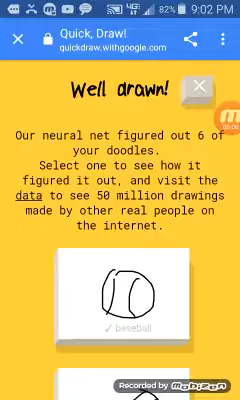 82% 9:02 PM
Quick, Draw!
quickdraw.withgoogle.com
Well drawn!
Our neural net figured out 6 of
your doodles.
Select one to see how it
figured it out, and visit the
data to see 50 million drawings
made by other real people on
the internet.
✓ baseball
Recorded by Mobizen